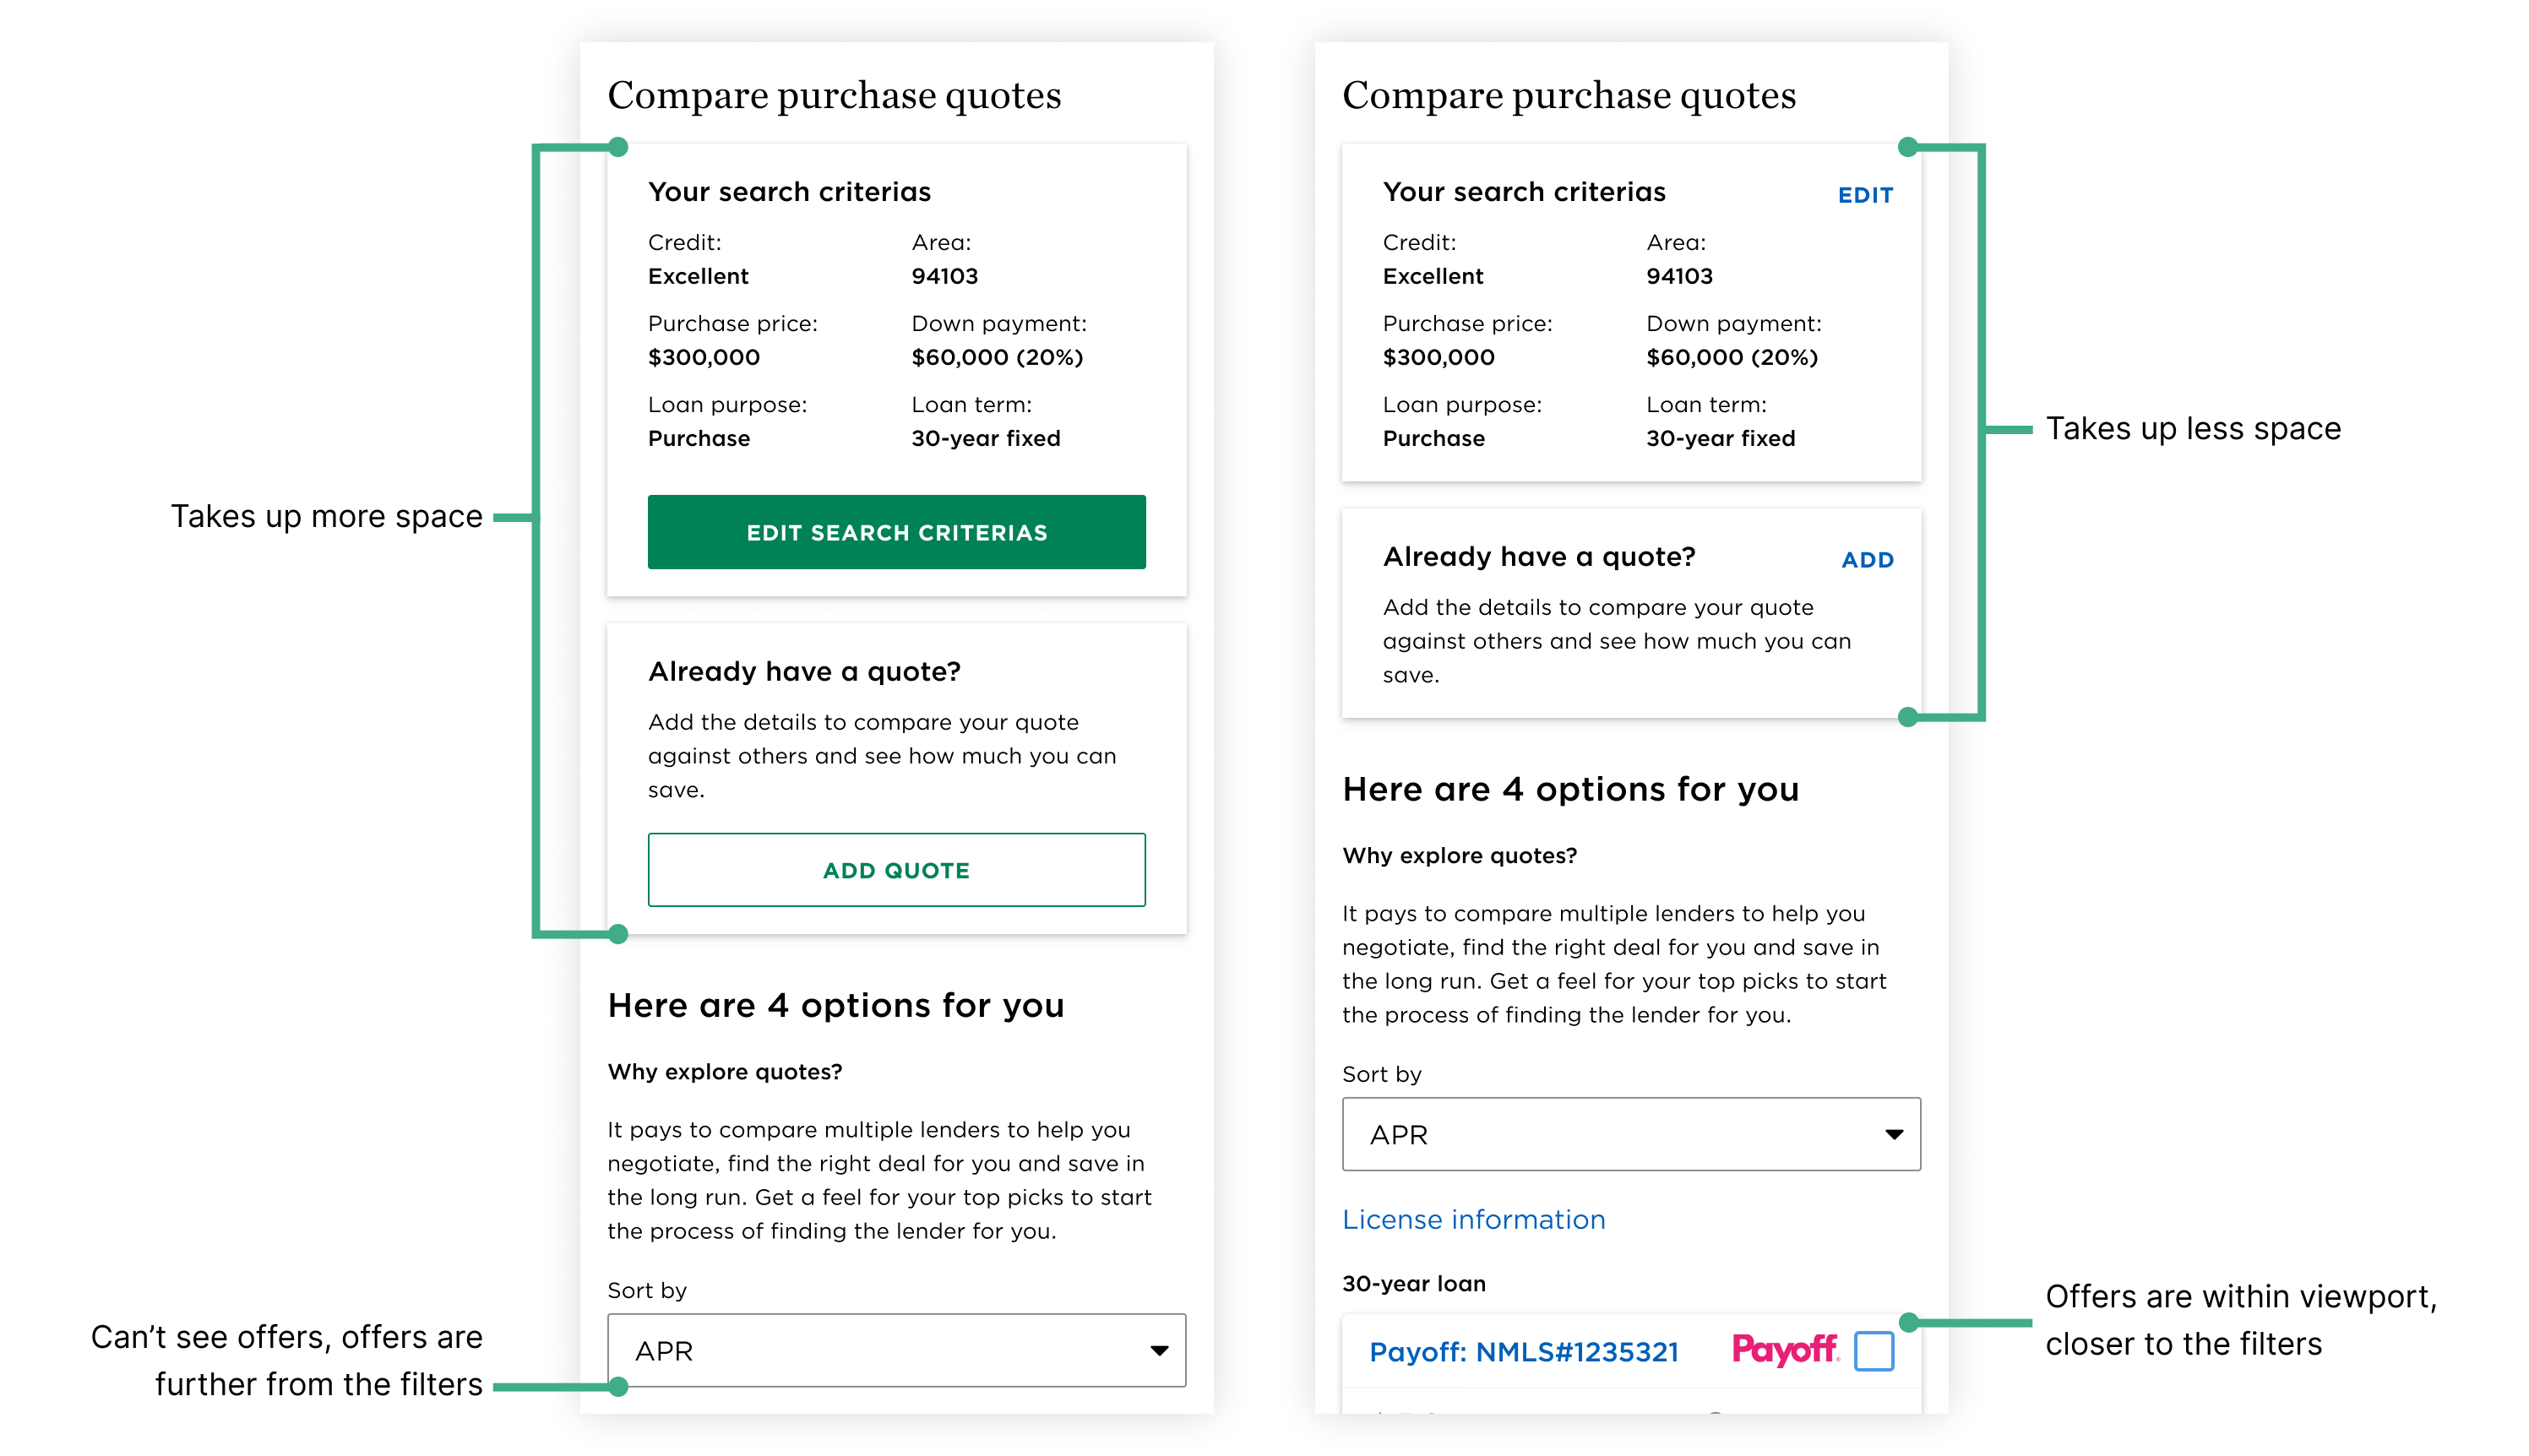 Compare purchase quotes
Your search criterias
Credit:
Area:
Excellent
94103
Purchase price:
Down payment:
$300,000
$60,000 (20%)
Loan purpose:
Loan term:
Purchase
30-year fixed
EDIT SEARCH CRITERIAS
Takes up more space
Already have a quote?
Add the details to compare your quote
against others and see how much you can
save.
ADD QUOTE
Here are 4 options for you
Why explore quotes?
It pays to compare multiple lenders to help you
negotiate, find the right deal for you and save in
the long run. Get a feel for your top picks to start
the process of finding the lender for you.
Sort by
APR
Can't see offers, offers are
further from the filters
Compare purchase quotes
Your search criterias
EDIT
Credit:
Area:
Excellent
94103
Purchase price:
Down payment:
$300,000
$60,000 (20%)
Loan purpose:
Loan term:
Purchase
30-year fixed
Takes up less space
Already have a quote?
ADD
Add the details to compare your quote
against others and see how much you can
save.
Here are 4 options for you
Why explore quotes?
It pays to compare multiple lenders to help you
negotiate, find the right deal for you and save in
the long run. Get a feel for your top picks to start
the process of finding the lender for you.
Sort by
APR
License information
30-year loan
Payoff: NMLS#1235321
Payoff
Offers are within viewport,
closer to the filters